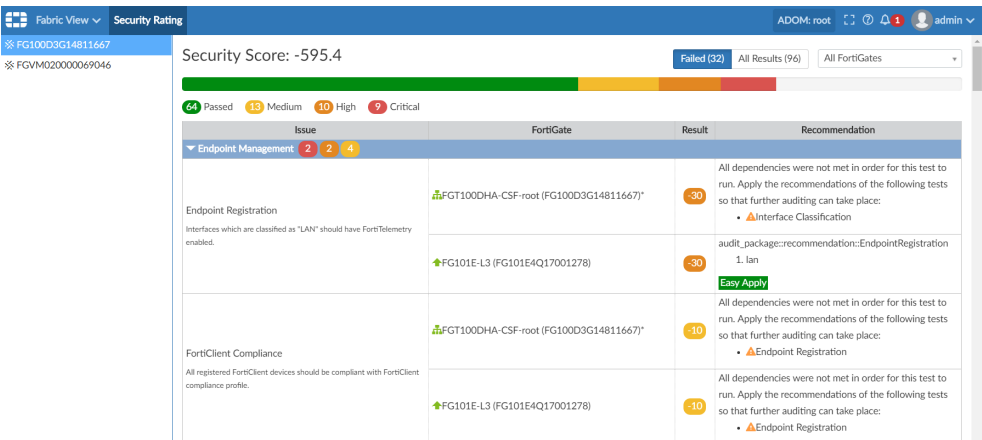 Fabric View Security Rating ADOM: root 1 admin
FG100D3G14811667
FGVM020000069046
Security Score: -595.4
Failed (32) All Results (96) All FortiGates
64 Passed 13 Medium 10 High 9 Critical
Issue FortiGate Result Recommendation
Endpoint Management 2 2 4
Endpoint Registration
Interfaces which are classified as "LAN" should have FortiTelemetry
enabled.
FGT100DHA-CSF-root (FG100D3G14811667)*
-30
All dependencies were not met in order for this test to
run. Apply the recommendations of the following tests
so that further auditing can take place:
• Interface Classification
FG101E-L3 (FG101E4Q17001278)
-30
audit_package::recommendation::EndpointRegistration
1. lan
Easy Apply
FortiClient Compliance
All registered FortiClient devices should be compliant with FortiClient
compliance profile.
FGT100DHA-CSF-root (FG100D3G14811667)*
-10
All dependencies were not met in order for this test to
run. Apply the recommendations of the following tests
so that further auditing can take place:
• Endpoint Registration
FG101E-L3 (FG101E4Q17001278)
-10
All dependencies were not met in order for this test to
run. Apply the recommendations of the following tests
so that further auditing can take place:
• Endpoint Registration